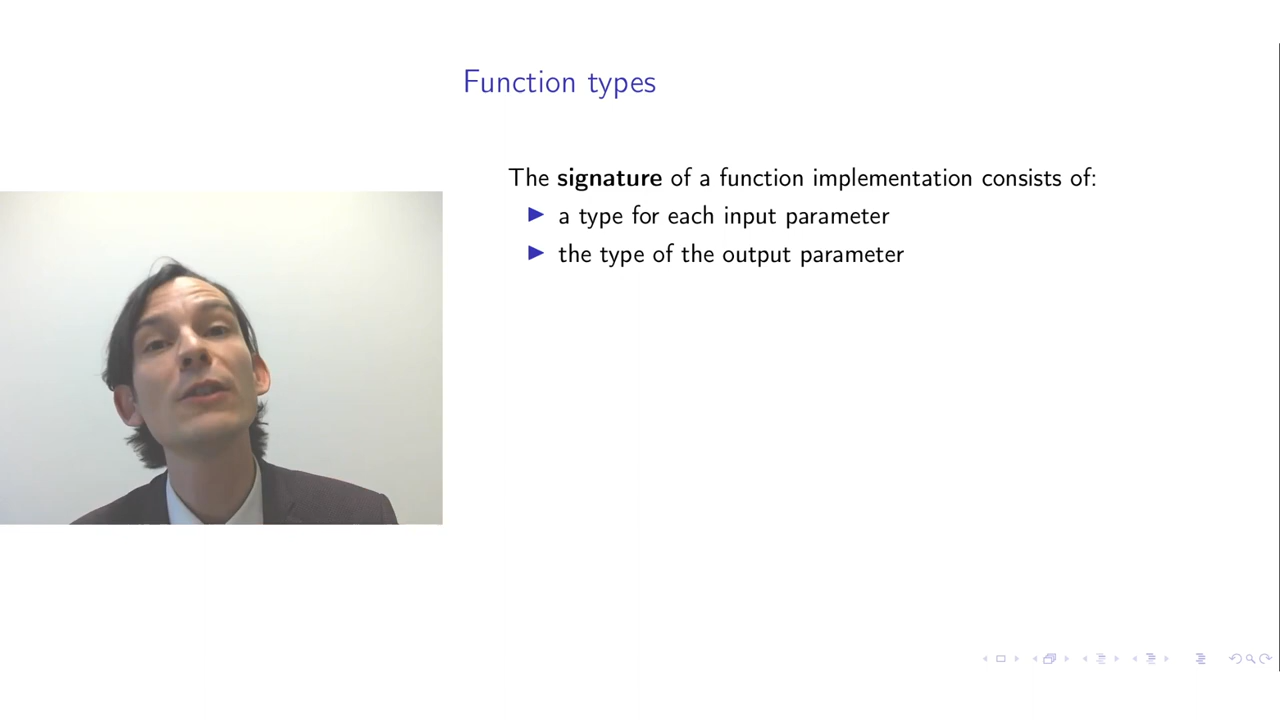 Function types
The signature of a function implementation consists of:
a type for each input parameter
the type of the output parameter